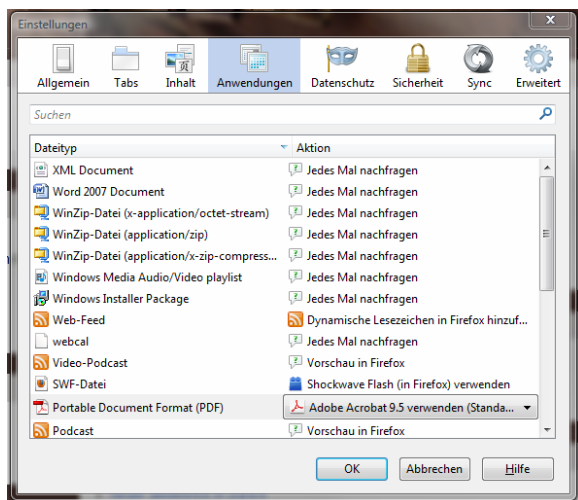 Einstellungen
Allgemein Tabs Inhalt Anwendungen Datenschutz Sicherheit Sync Erweitert
Suchen
Dateityp Aktion
XML Document Jedes Mal nachfragen
Word 2007 Document Jedes Mal nachfragen
WinZip-Datei (x-application/octet-stream) Jedes Mal nachfragen
WinZip-Datei (application/zip) Jedes Mal nachfragen
WinZip-Datei (application/x-zip-compress... Jedes Mal nachfragen
Windows Media Audio/Video playlist Jedes Mal nachfragen
Windows Installer Package Jedes Mal nachfragen
Web-Feed Dynamische Lesezeichen in Firefox hinzuf...
webcal Jedes Mal nachfragen
Video-Podcast Vorschau in Firefox
SWF-Datei Shockwave Flash (in Firefox) verwenden
Portable Document Format (PDF) Adobe Acrobat 9.5 verwenden (Standa...
Podcast Vorschau in Firefox
OK Abbrechen Hilfe